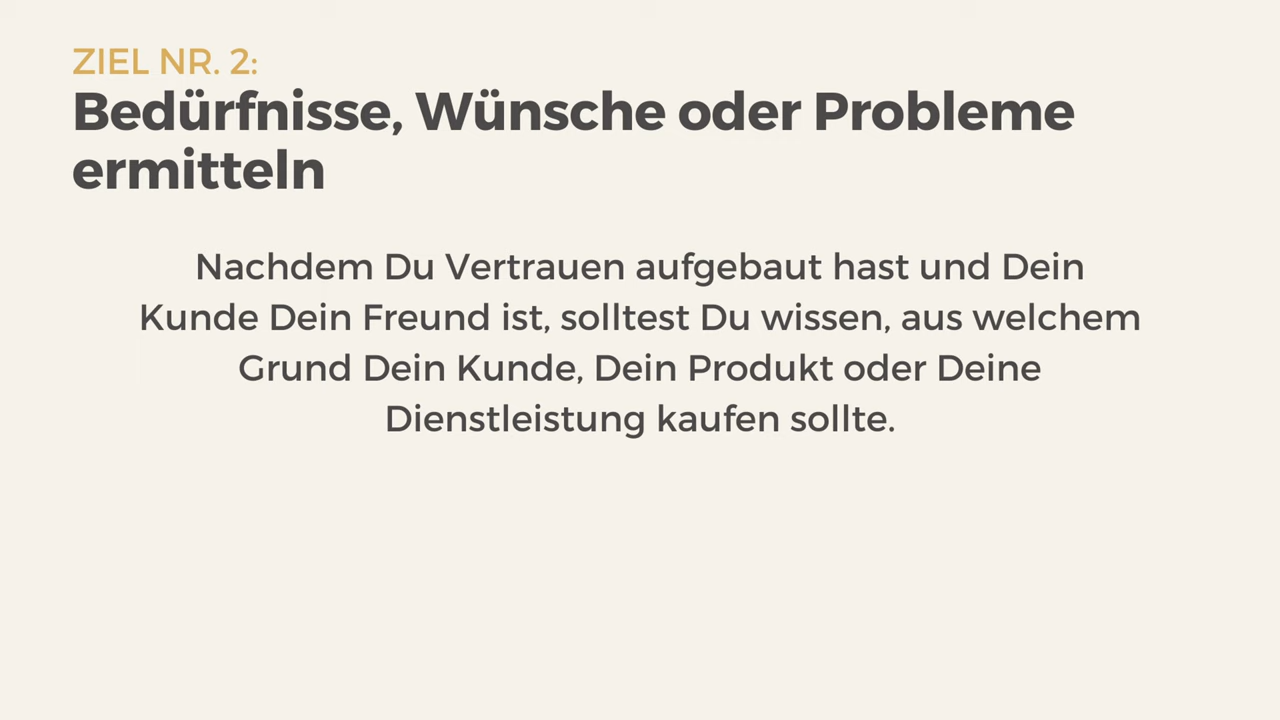 ZIEL NR. 2:
Bedürfnisse, Wünsche oder Probleme
ermitteln
Nachdem Du Vertrauen aufgebaut hast und Dein
Kunde Dein Freund ist, solltest Du wissen, aus welchem
Grund Dein Kunde, Dein Produkt oder Deine
Dienstleistung kaufen sollte.